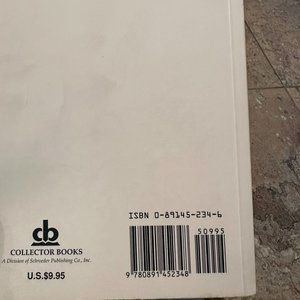 ISBN 0-89145-234-6
50995
9 780891 452348
cb
COLLECTOR BOOKS
A Division of Schroeder Publishing Co., Inc.
U.S.$9.95